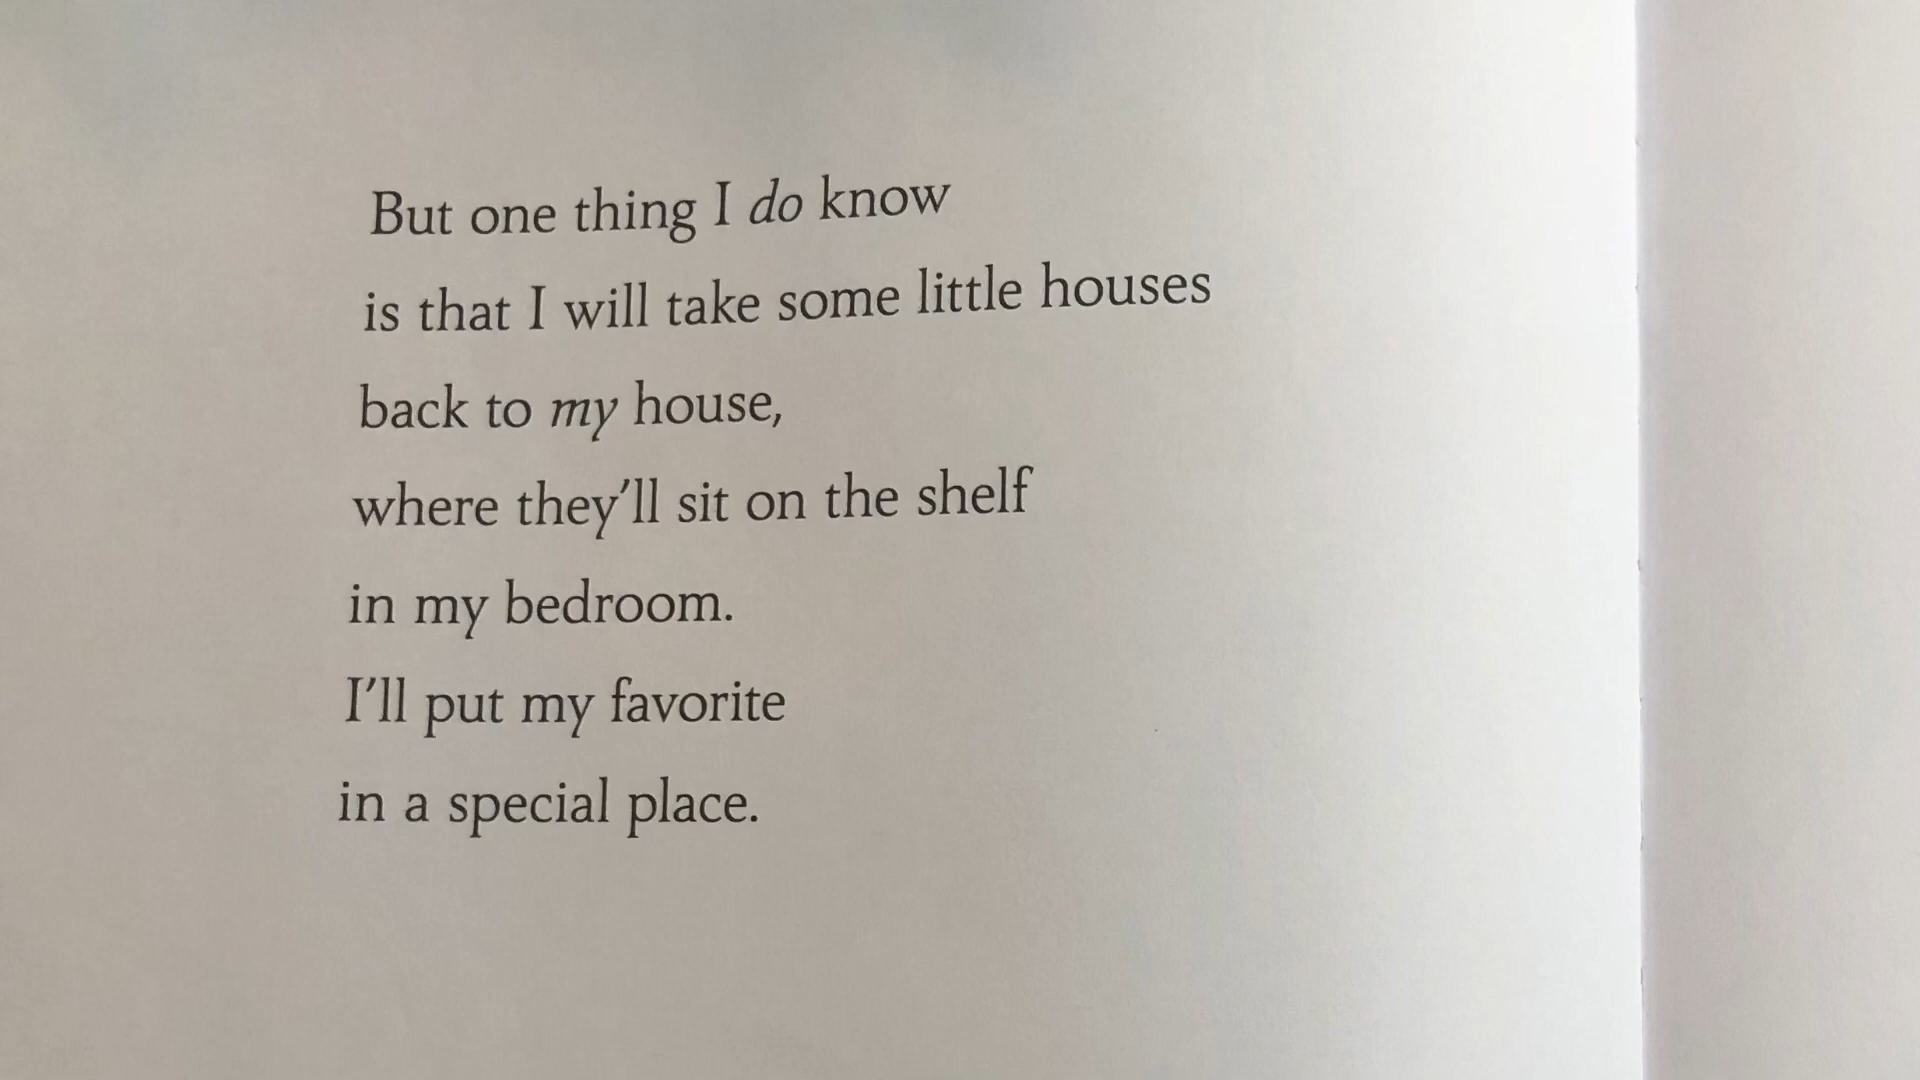 But one thing I do know
is that I will take some little houses
back to my house,
where they’ll sit on the shelf
in my bedroom.
I’ll put my favorite
in a special place.